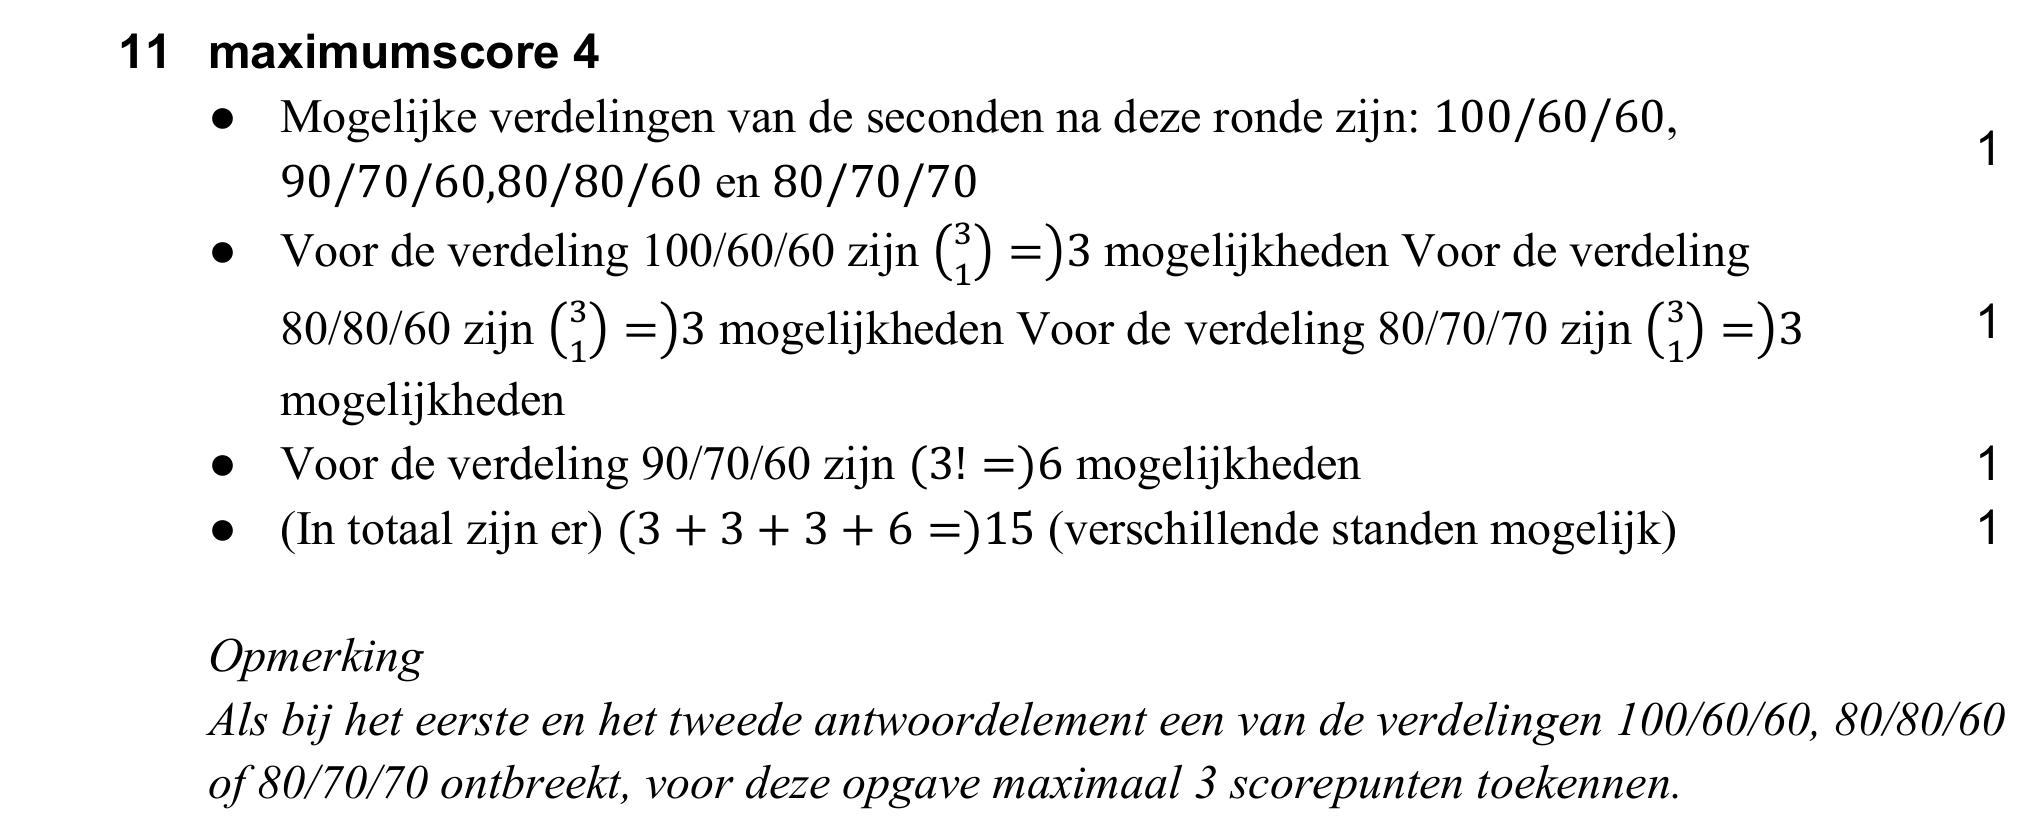 11 maximumscore 4
● Mogelijke verdelingen van de seconden na deze ronde zijn: 100/60/60,
90/70/60,80/80/60 en 80/70/70 1
● Voor de verdeling 100/60/60 zijn (3 1) =)3 mogelijkheden Voor de verdeling
80/80/60 zijn (3 1) =)3 mogelijkheden Voor de verdeling 80/70/70 zijn (3 1) =)3 1
mogelijkheden
● Voor de verdeling 90/70/60 zijn (3! =)6 mogelijkheden 1
● (In totaal zijn er) (3 + 3 + 3 + 6 =)15 (verschillende standen mogelijk) 1
Opmerking
Als bij het eerste en het tweede antwoordelement een van de verdelingen 100/60/60, 80/80/60
of 80/70/70 ontbreekt, voor deze opgave maximaal 3 scorepunten toekennen.